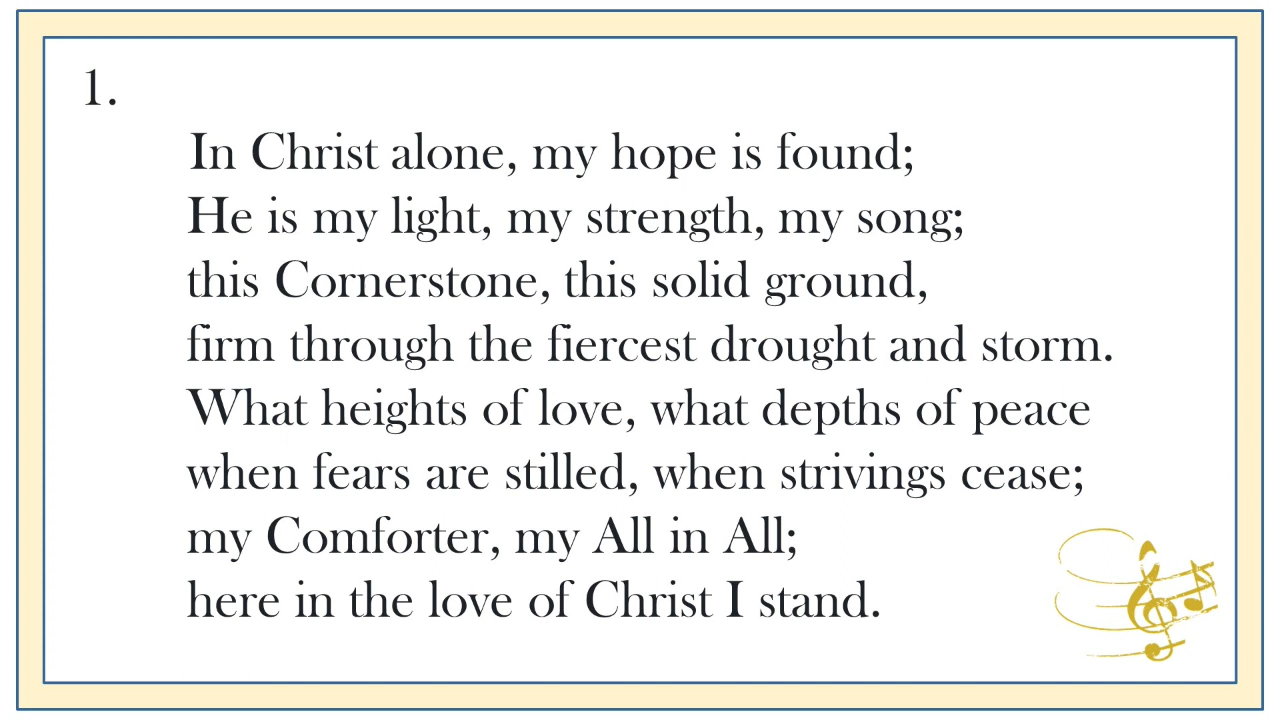 1.
In Christ alone, my hope is found;
He is my light, my strength, my song;
this Cornerstone, this solid ground,
firm through the fiercest drought and storm.
What heights of love, what depths of peace
when fears are stilled, when strivings cease;
my Comforter, my All in All;
here in the love of Christ I stand.